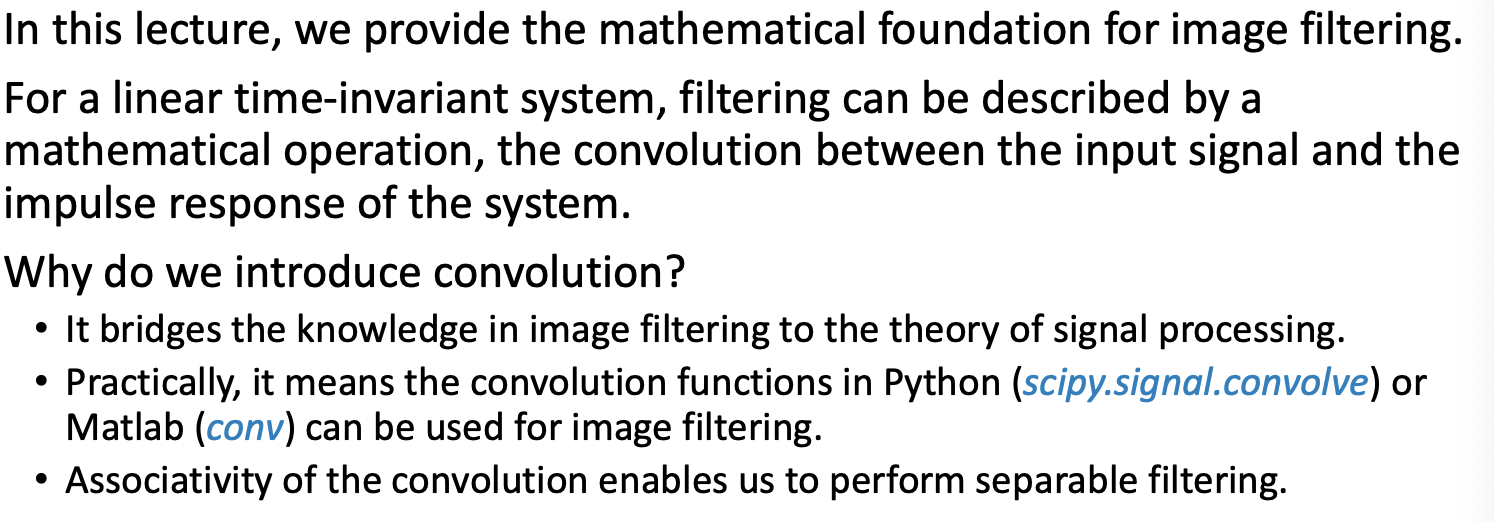 In this lecture, we provide the mathematical foundation for image filtering.
For a linear time-invariant system, filtering can be described by a
mathematical operation, the convolution between the input signal and the
impulse response of the system.
Why do we introduce convolution?
• It bridges the knowledge in image filtering to the theory of signal processing.
• Practically, it means the convolution functions in Python (scipy.signal.convolve) or
Matlab (conv) can be used for image filtering.
• Associativity of the convolution enables us to perform separable filtering.